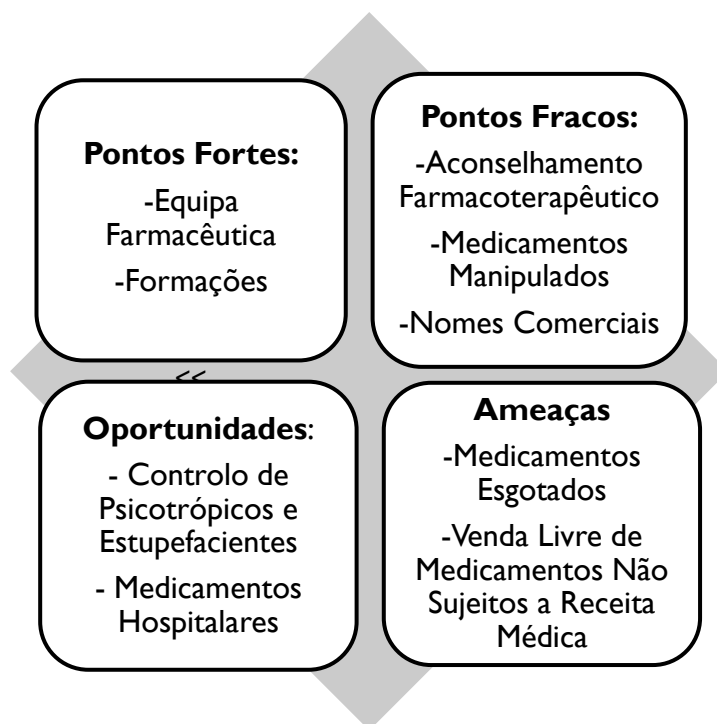 Pontos Fortes:
-Equipa
Farmacêutica
-Formações
Pontos Fracos:
-Aconselhamento
Farmacoterapêutico
-Medicamentos
Manipulados
-Nomes Comerciais
<<
Oportunidades:
- Controlo de
Psicotrópicos e
Estupefacientes
- Medicamentos
Hospitalares
Ameaças
-Medicamentos
Esgotados
-Venda Livre de
Medicamentos Não
Sujeitos a Receita
Médica